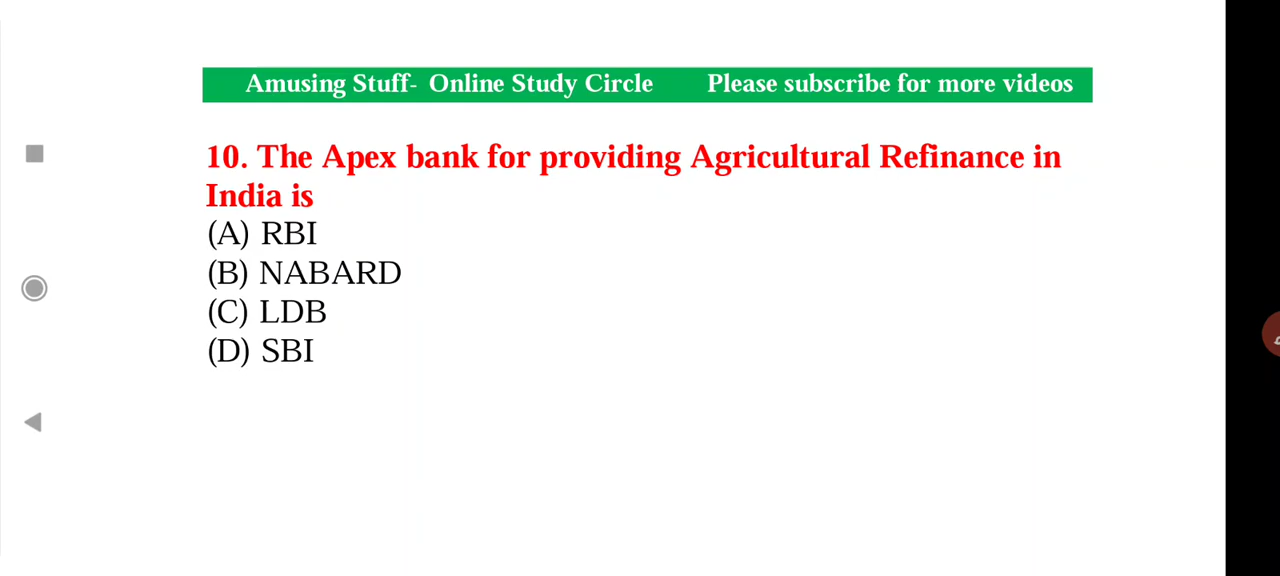 Amusing Stuff- Online Study Circle Please subscribe for more videos
10. The Apex bank for providing Agricultural Refinance in
India is
(A) RBI
(B) NABARD
(C) LDB
(D) SBI